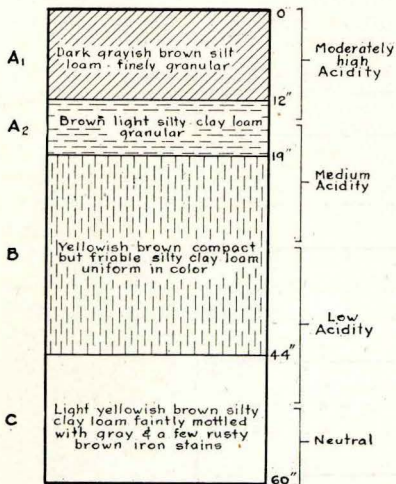 0"
A1
Dark grayish brown silt
loam - finely granular
Moderately
high
Acidity
12"
A2
Brown light silty clay loam
granular
19"
Medium
Acidity
B
Yellowish brown compact
but friable silty clay loam
uniform in color
Low
Acidity
44"
C
Light yellowish brown silty
clay loam faintly mottled
with gray & a few rusty
brown iron stains
Neutral
60"